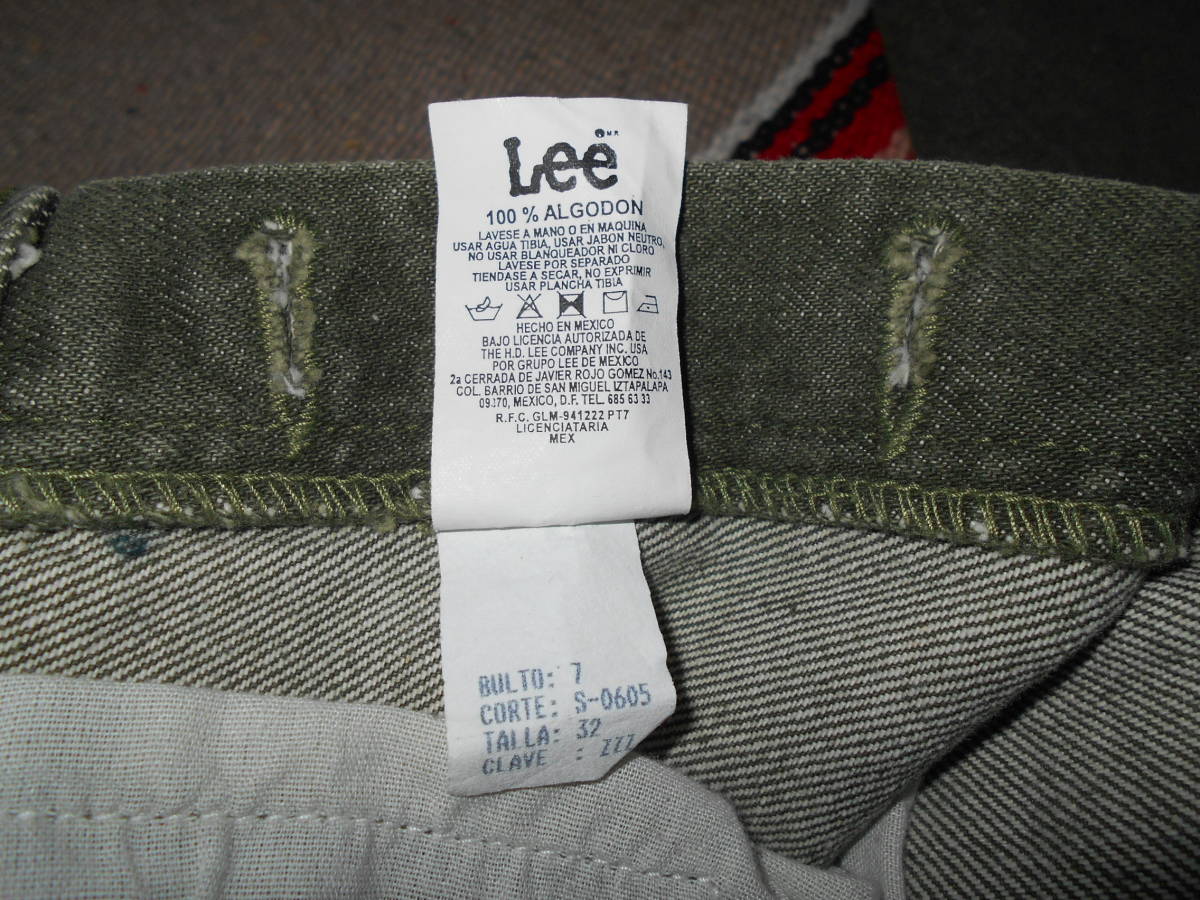 Lee M.R.
100 % ALGODON
LAVESE A MANO O EN MAQUINA
USAR AGUA TIBIA, USAR JABON NEUTRO,
NO USAR BLANQUEADOR NI CLORO
LAVESE POR SEPARADO
TIENDASE A SECAR, NO EXPRIMIR
USAR PLANCHA TIBIA
HECHO EN MEXICO
BAJO LICENCIA AUTORIZADA DE
THE H.D. LEE COMPANY INC. USA
POR GRUPO LEE DE MEXICO
2a CERRADA DE JAVIER ROJO GOMEZ No.143
COL. BARRIO DE SAN MIGUEL IZTAPALAPA
09370, MEXICO, D.F. TEL. 685 63 33
R.F.C. GLM-941222 PT7
LICENCIATARIA
MEX
BULTO: 7
CORTE: S-0605
TALLA: 32
CLAVE : ZZZ